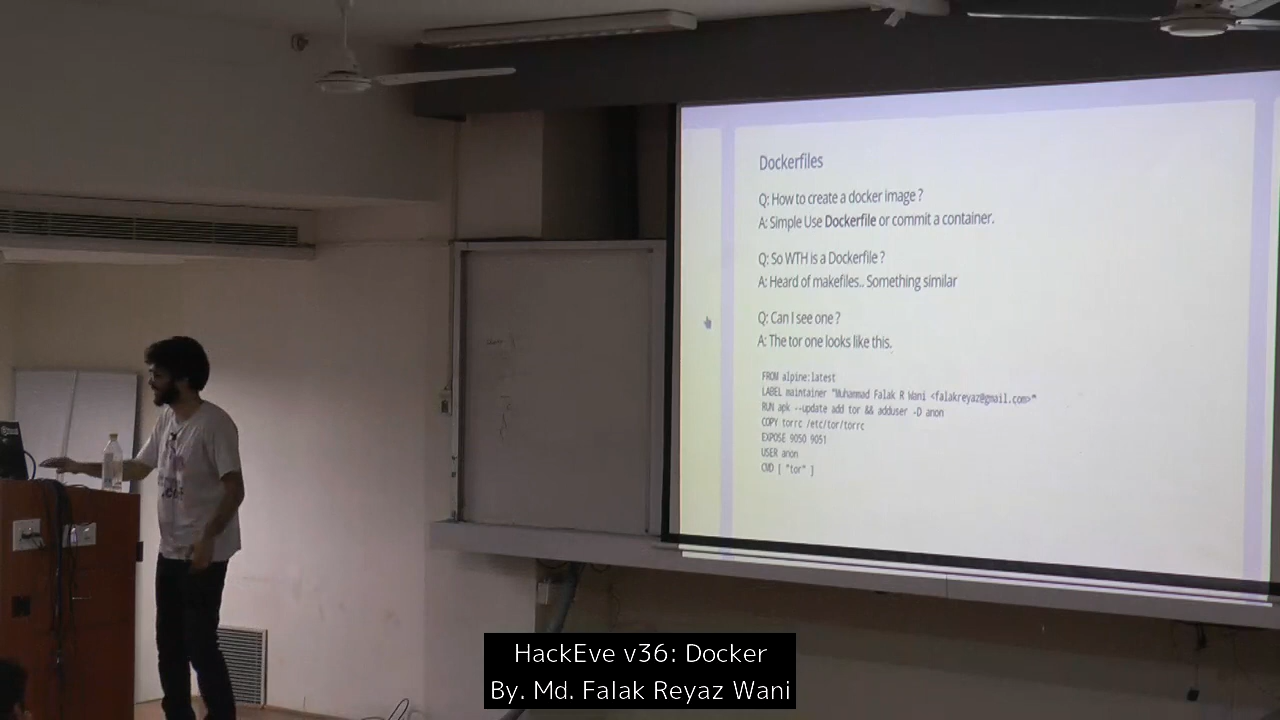 Dockerfiles
Q: How to create a docker image ?
A: Simple Use Dockerfile or commit a container.
Q: So WTH is a Dockerfile ?
A: Heard of makefiles.. Something similar
Q: Can I see one ?
A: The tor one looks like this.
FROM alpine:latest
LABEL maintainer "Muhammad Falak R Wani <falakreyaz@gmail.com>"
RUN apk --update add tor && adduser -D anon
COPY torrc /etc/tor/torrc
EXPOSE 9050 9051
USER anon
CMD [ "tor" ]
HackEve v36: Docker
By. Md. Falak Reyaz Wani